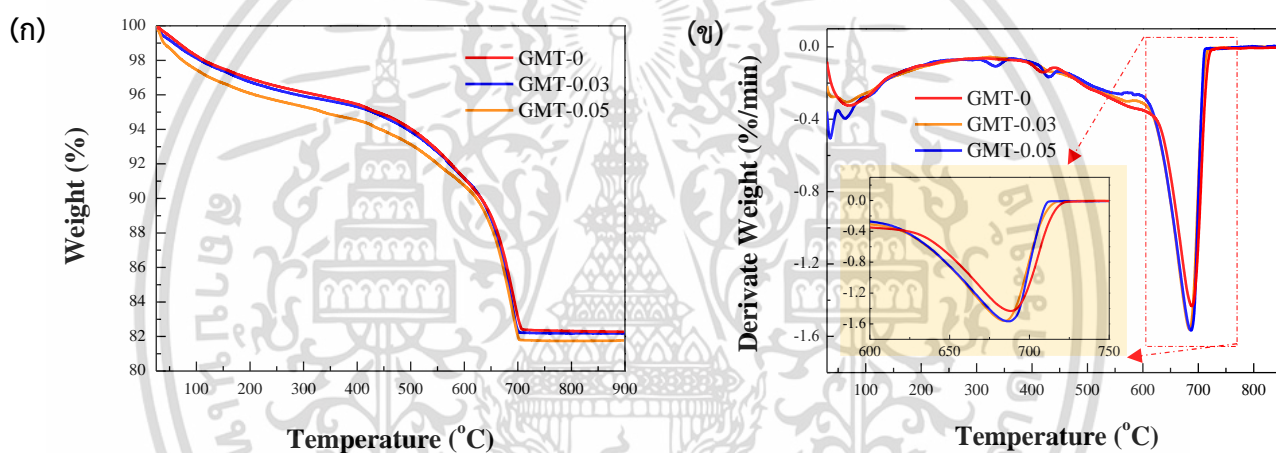 (ก)
100
98
96
94
92
90
88
86
84
82
80
Weight (%)
GMT-0
GMT-0.03
GMT-0.05
100 200 300 400 500 600 700 800 900
Temperature (°C)
(ข)
0.0
-0.4
-0.8
-1.2
-1.6
Derivate Weight (%/min)
GMT-0
GMT-0.03
GMT-0.05
0.0
-0.4
-0.8
-1.2
-1.6
600 650 700 750
100 200 300 400 500 600 700 800
Temperature (°C)